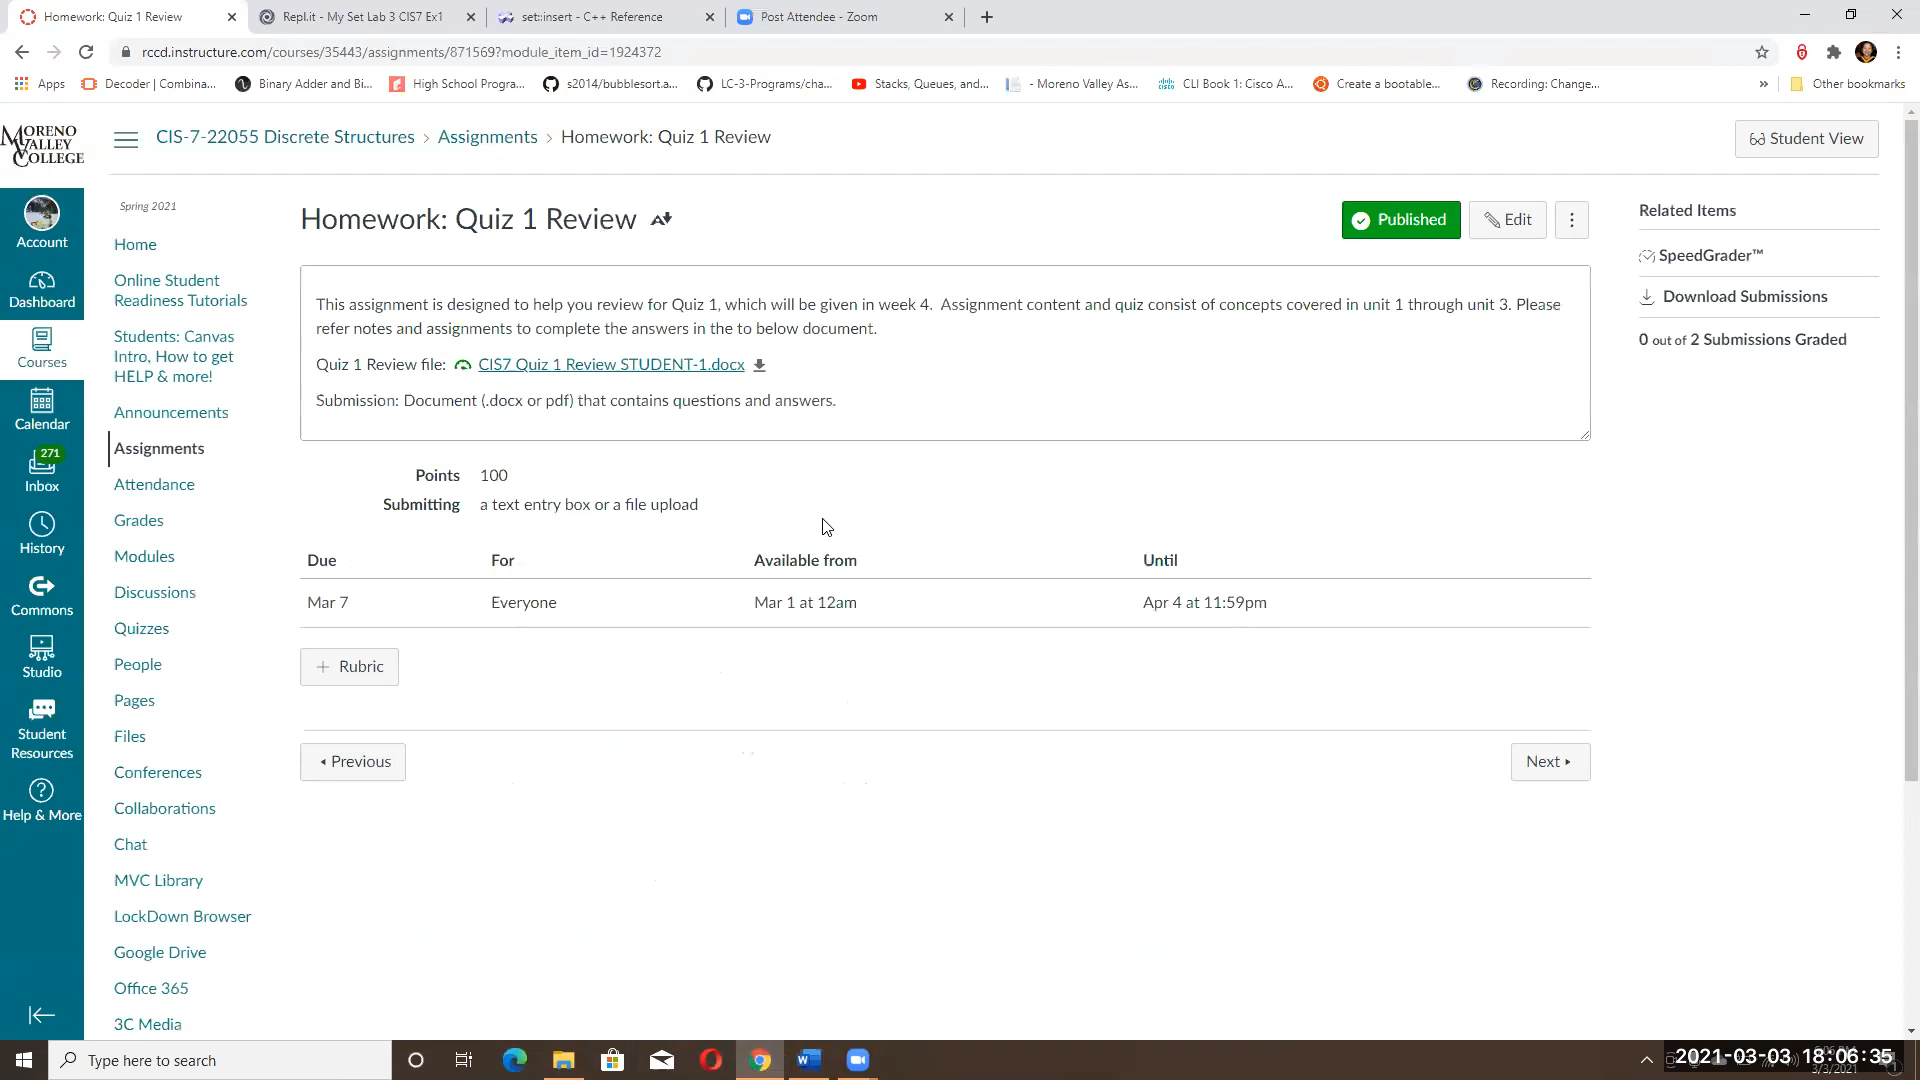 Homework: Quiz 1 Review
Repl.it - My Set Lab 3 CIS7 Ex1
set::insert - C++ Reference
Post Attendee - Zoom
rccd.instructure.com/courses/35443/assignments/871569?module_item_id=1924372
Apps
Decoder | Combina...
Binary Adder and Bi...
High School Progra...
s2014/bubblesort.a...
LC-3-Programs/cha...
Stacks, Queues, and...
- Moreno Valley As...
CLI Book 1: Cisco A...
Create a bootable...
Recording: Change...
»
Other bookmarks
MORENO
VALLEY
COLLEGE
CIS-7-22055 Discrete Structures › Assignments › Homework: Quiz 1 Review
Student View
Account
Dashboard
Courses
Calendar
271
Inbox
History
Commons
Studio
Student
Resources
Help & More
Spring 2021
Home
Online Student
Readiness Tutorials
Students: Canvas
Intro, How to get
HELP & more!
Announcements
Assignments
Attendance
Grades
Modules
Discussions
Quizzes
People
Pages
Files
Conferences
Collaborations
Chat
MVC Library
LockDown Browser
Google Drive
Office 365
3C Media
Homework: Quiz 1 Review
Published
Edit
This assignment is designed to help you review for Quiz 1, which will be given in week 4. Assignment content and quiz consist of concepts covered in unit 1 through unit 3. Please
refer notes and assignments to complete the answers in the to below document.
Quiz 1 Review file: CIS7 Quiz 1 Review STUDENT-1.docx
Submission: Document (.docx or pdf) that contains questions and answers.
Points 100
Submitting a text entry box or a file upload
Due For Available from Until
Mar 7 Everyone Mar 1 at 12am Apr 4 at 11:59pm
+ Rubric
Previous
Next
Related Items
SpeedGrader™
Download Submissions
0 out of 2 Submissions Graded
Type here to search
2021-03-03 18:06:35
3/3/2021